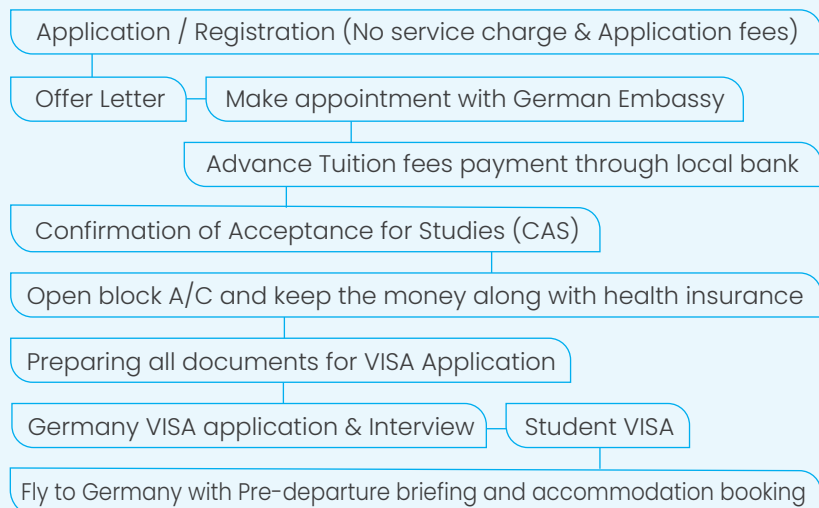 Application / Registration (No service charge & Application fees)
Offer Letter
Make appointment with German Embassy
Advance Tuition fees payment through local bank
Confirmation of Acceptance for Studies (CAS)
Open block A/C and keep the money along with health insurance
Preparing all documents for VISA Application
Germany VISA application & Interview
Student VISA
Fly to Germany with Pre-departure briefing and accommodation booking